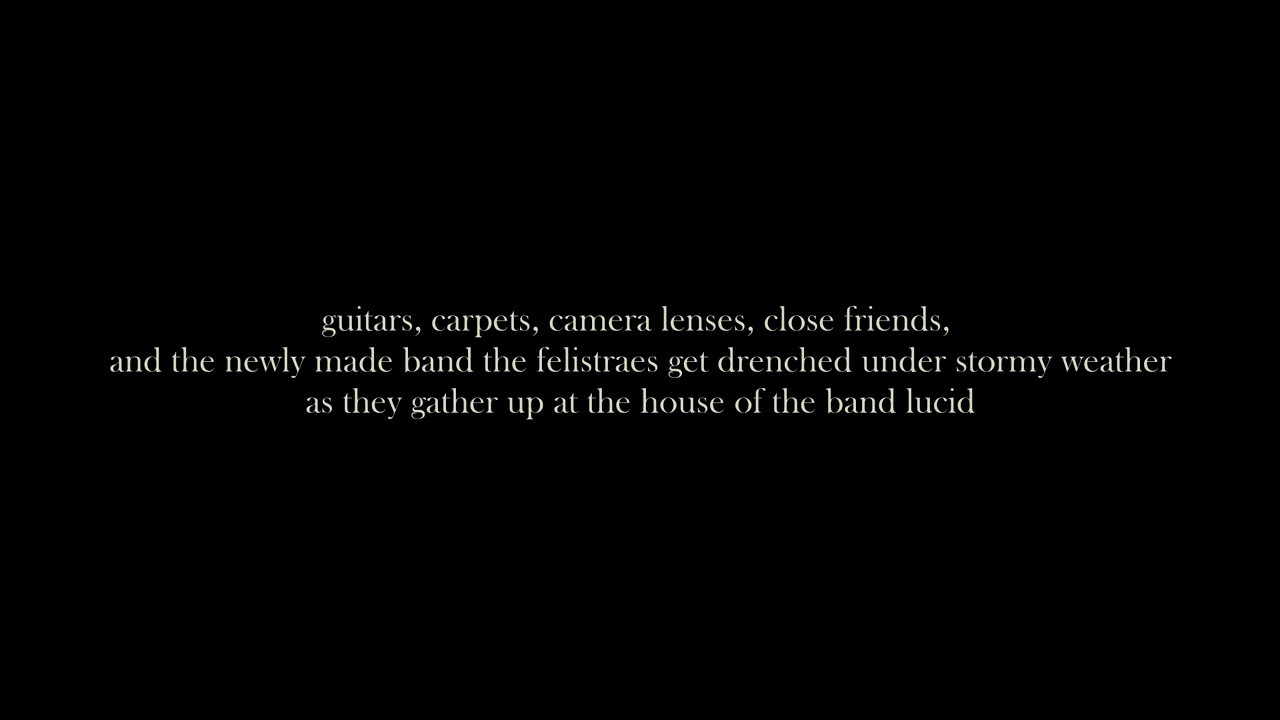 guitars, carpets, camera lenses, close friends,
and the newly made band the felistraes get drenched under stormy weather
as they gather up at the house of the band lucid